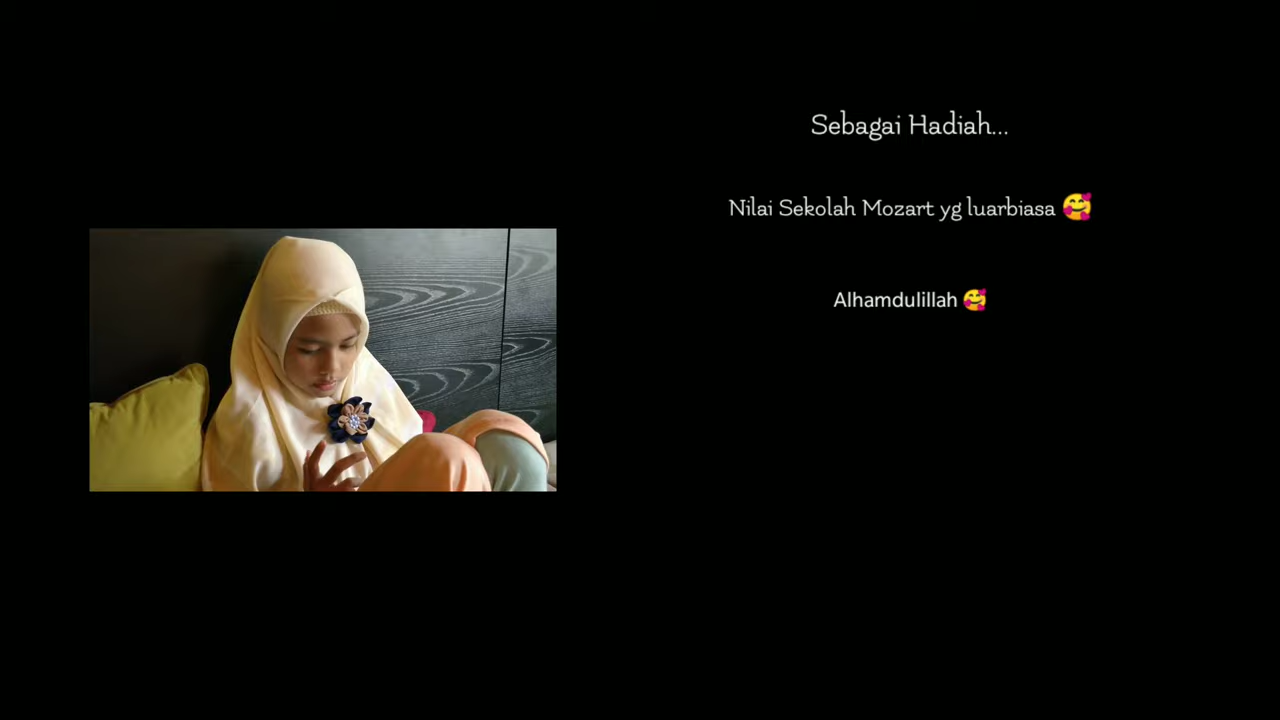 Sebagai Hadiah...
Nilai Sekolah Mozart yg luarbiasa 🥰
Alhamdulillah 🥰